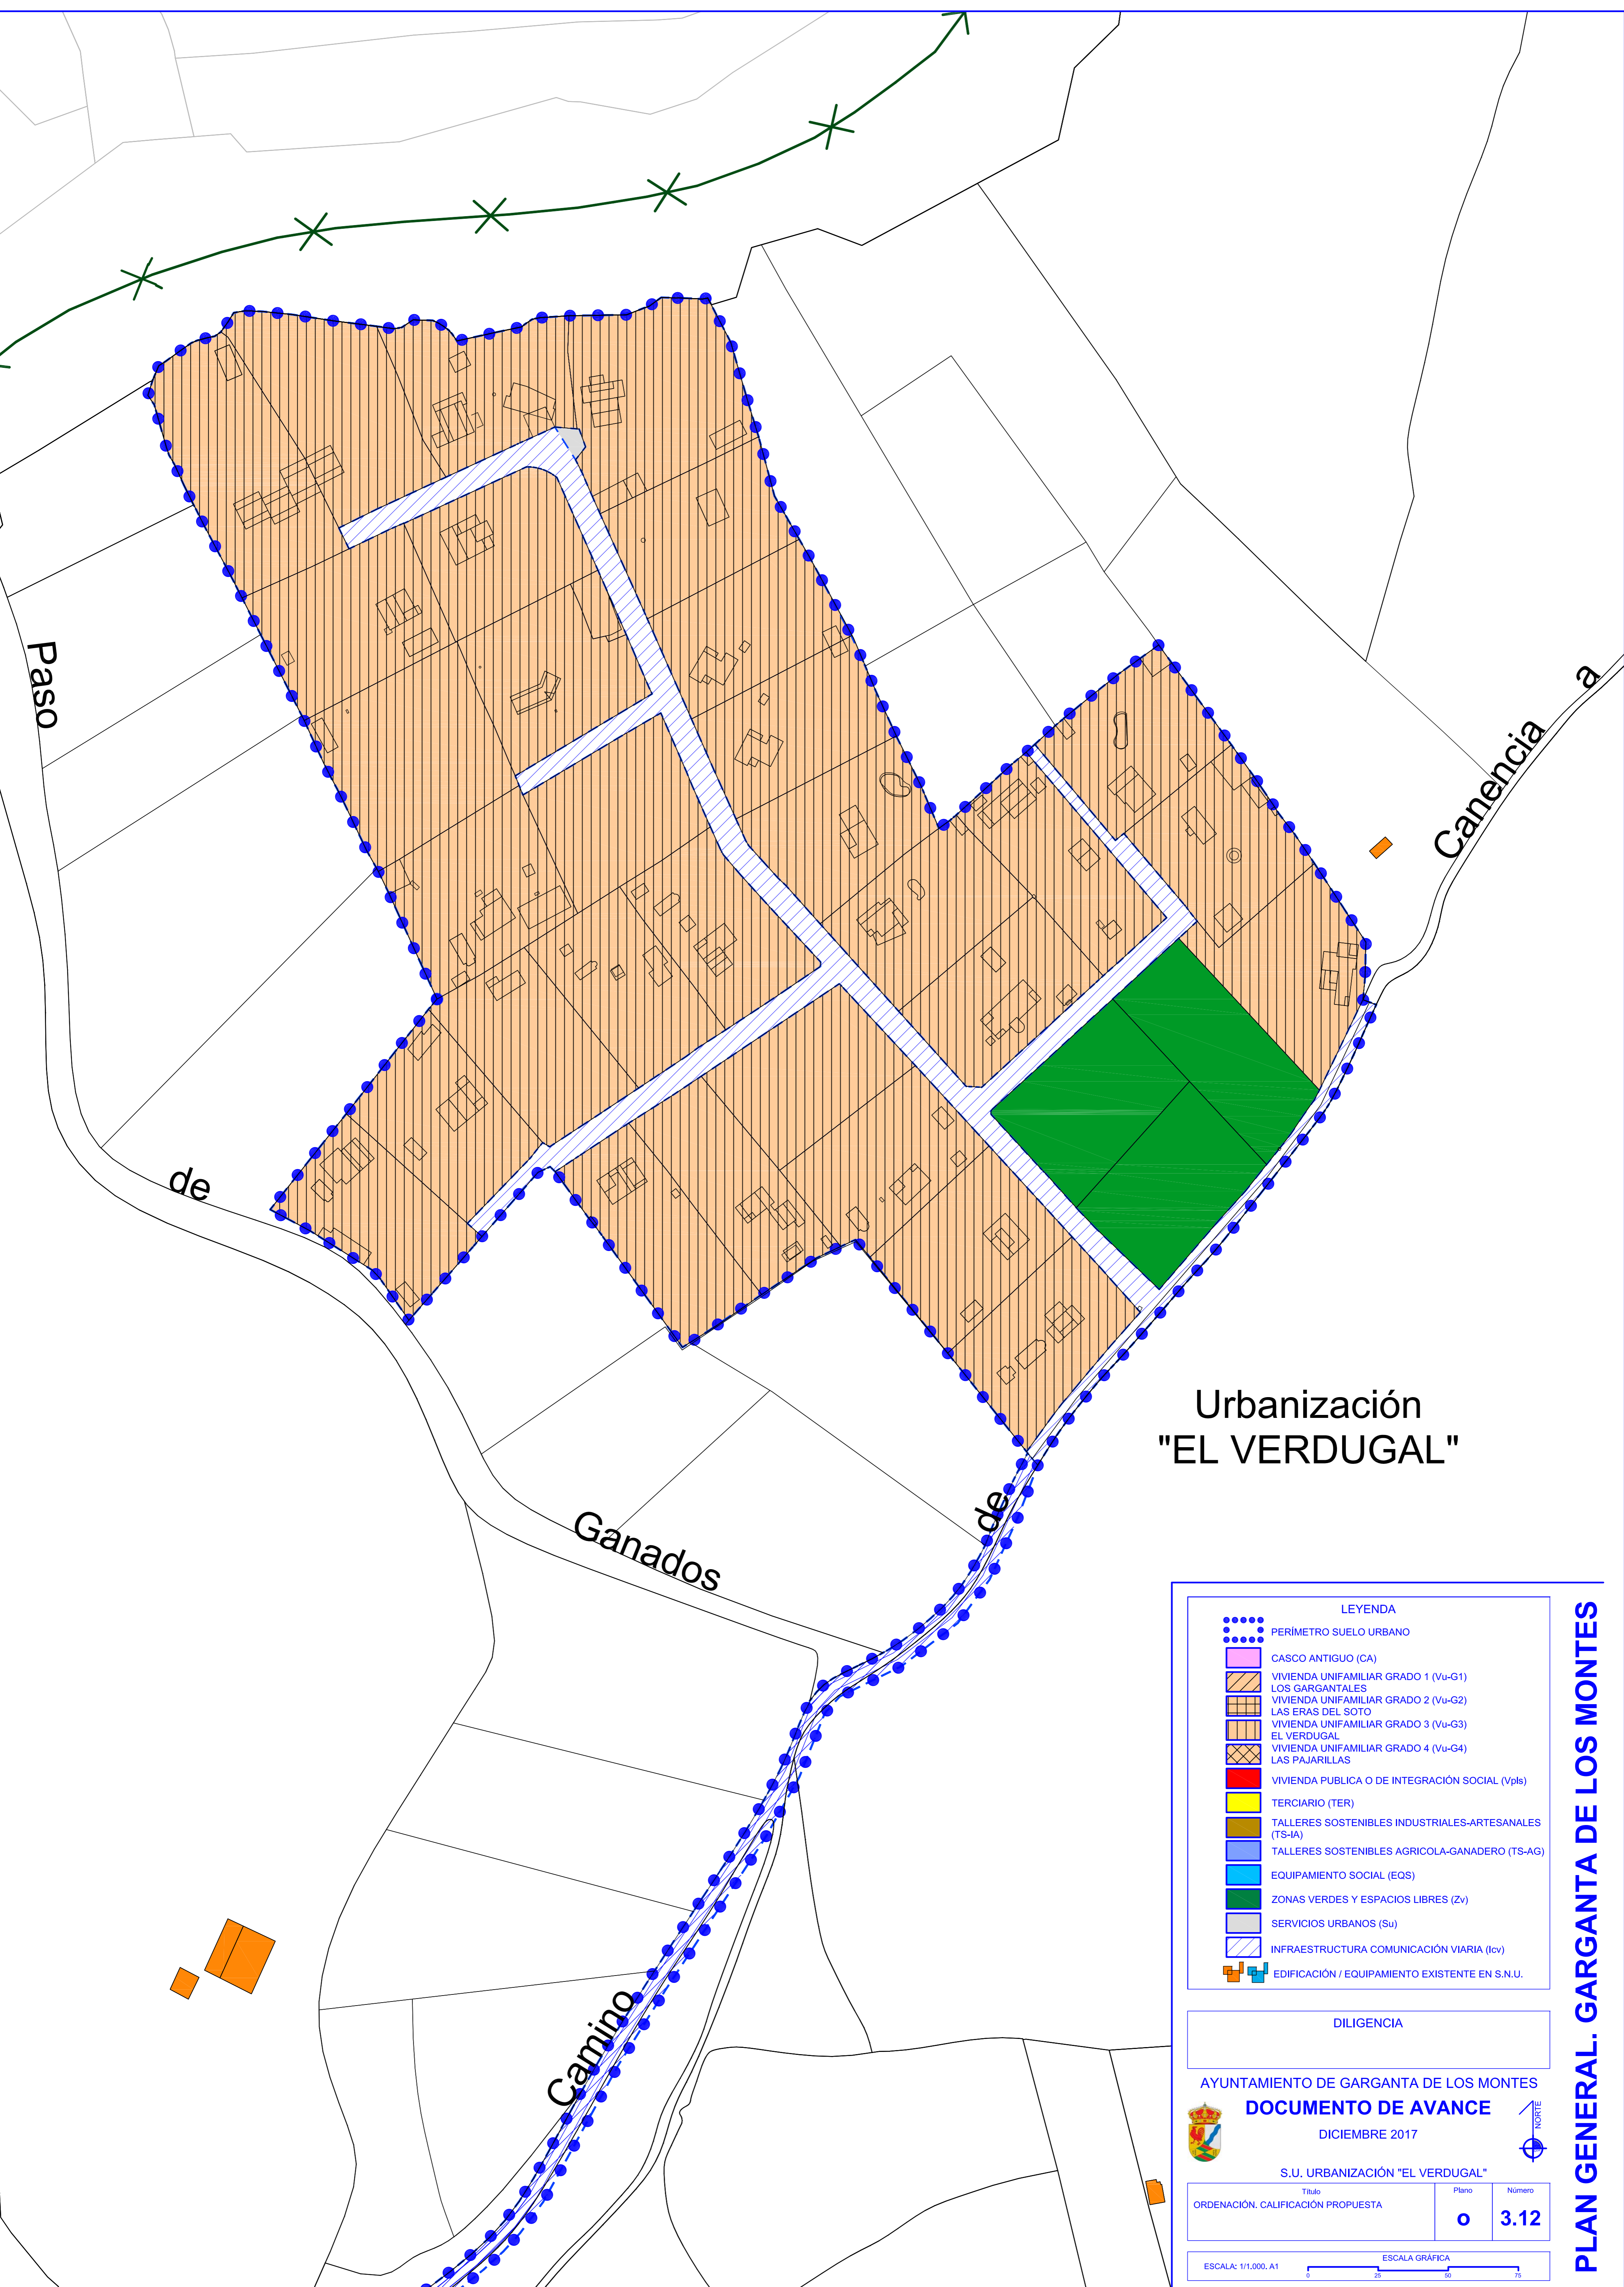 Paso
de
Ganados
Camino
de
Canencia
a
Urbanización
"EL VERDUGAL"
LEYENDA
PERÍMETRO SUELO URBANO
CASCO ANTIGUO (CA)
VIVIENDA UNIFAMILIAR GRADO 1 (Vu-G1)
LOS GARGANTALES
VIVIENDA UNIFAMILIAR GRADO 2 (Vu-G2)
LAS ERAS DEL SOTO
VIVIENDA UNIFAMILIAR GRADO 3 (Vu-G3)
EL VERDUGAL
VIVIENDA UNIFAMILIAR GRADO 4 (Vu-G4)
LAS PAJARILLAS
VIVIENDA PUBLICA O DE INTEGRACIÓN SOCIAL (VpIs)
TERCIARIO (TER)
TALLERES SOSTENIBLES INDUSTRIALES-ARTESANALES
(TS-IA)
TALLERES SOSTENIBLES AGRICOLA-GANADERO (TS-AG)
EQUIPAMIENTO SOCIAL (EQS)
ZONAS VERDES Y ESPACIOS LIBRES (Zv)
SERVICIOS URBANOS (Su)
INFRAESTRUCTURA COMUNICACIÓN VIARIA (Icv)
EDIFICACIÓN / EQUIPAMIENTO EXISTENTE EN S.N.U.
DILIGENCIA
AYUNTAMIENTO DE GARGANTA DE LOS MONTES
DOCUMENTO DE AVANCE
DICIEMBRE 2017
NORTE
S.U. URBANIZACIÓN "EL VERDUGAL"
Título
ORDENACIÓN. CALIFICACIÓN PROPUESTA
Plano
o
Número
3.12
ESCALA: 1/1.000. A1
ESCALA GRÁFICA
0 25 50 75
PLAN GENERAL. GARGANTA DE LOS MONTES